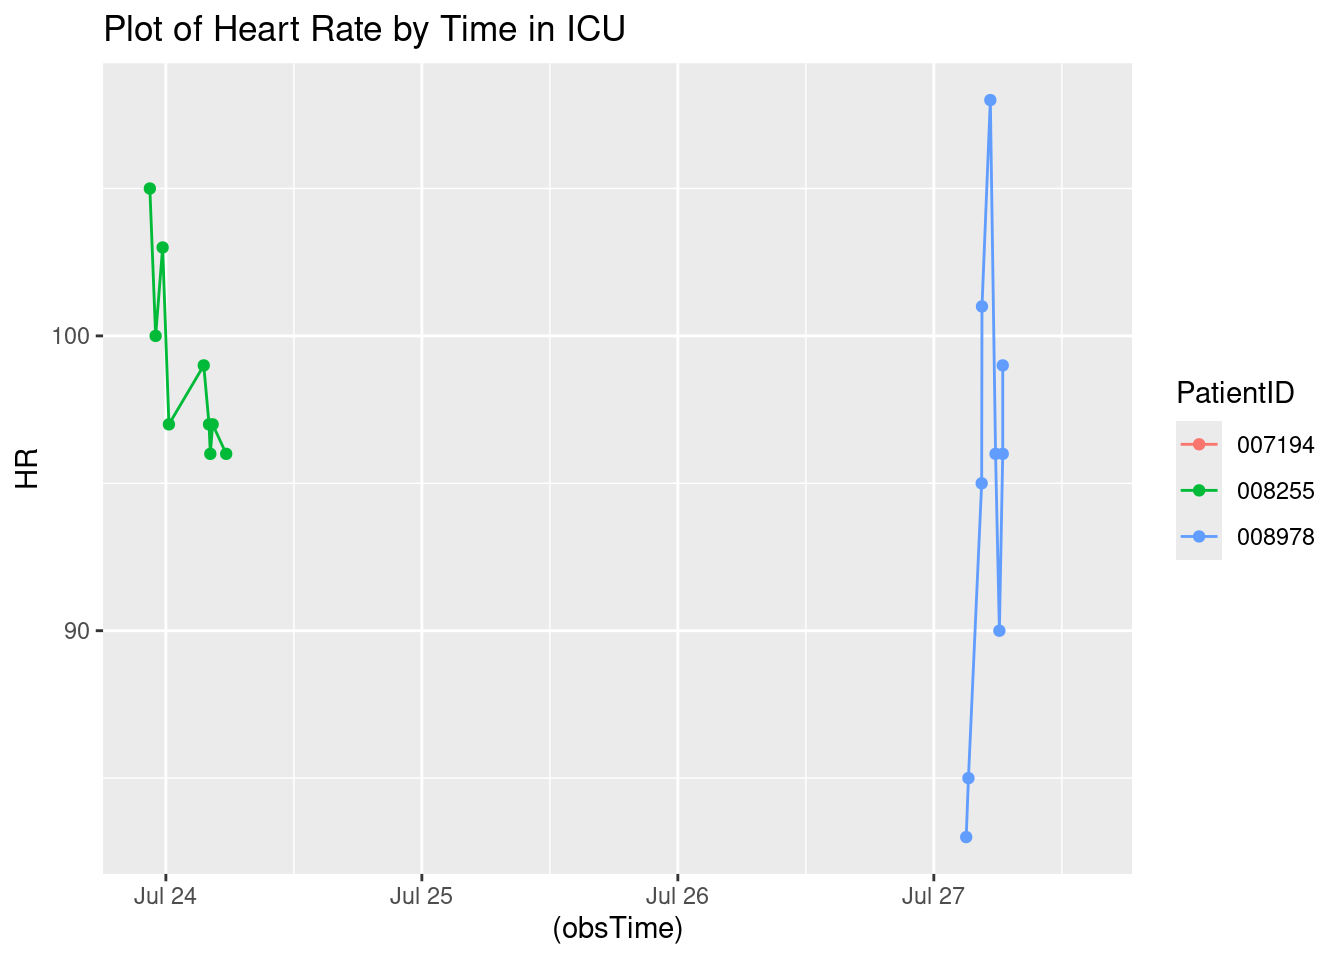 Plot of Heart Rate by Time in ICU
HR
100
90
Jul 24
Jul 25
Jul 26
Jul 27
(obsTime)
PatientID
007194
008255
008978